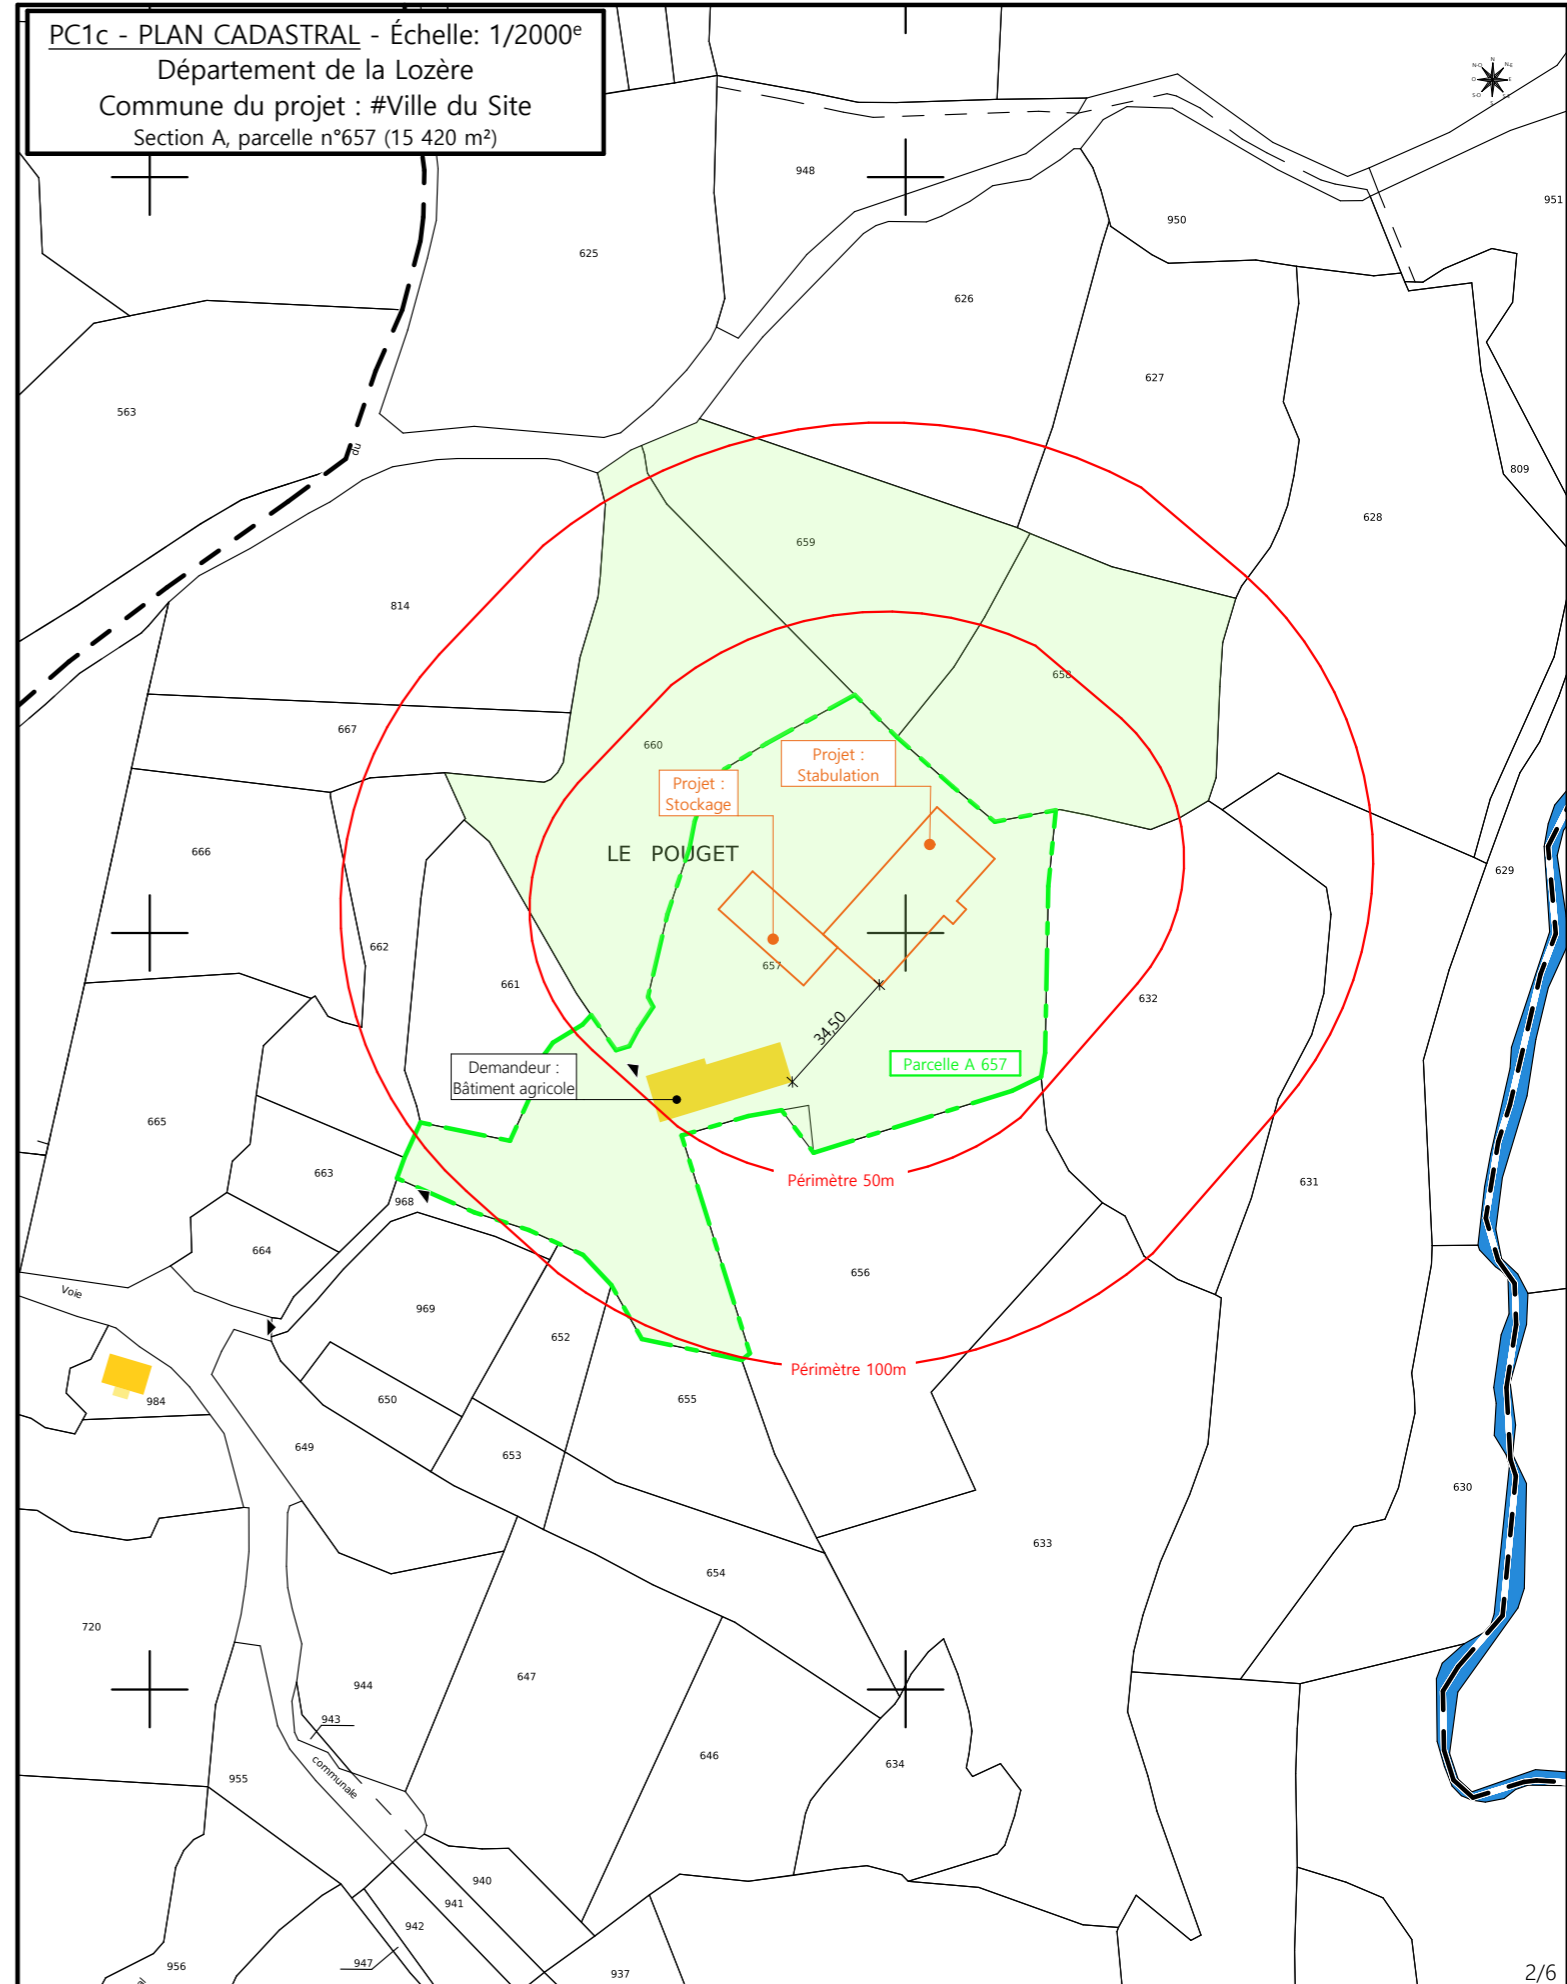 PC1c - PLAN CADASTRAL - Échelle: 1/2000ᵉ
Département de la Lozère
Commune du projet : #Ville du Site
Section A, parcelle n°657 (15 420 m²)
N
N-O
N-E
O
E
S-O
S
948
950
951
625
626
627
563
du
809
628
659
814
658
667
660
Projet :
Stabulation
Projet :
Stockage
666
LE POUGET
629
662
661
657
632
34,50
Demandeur :
Bâtiment agricole
Parcelle A 657
665
663
968
Périmètre 50m
631
664
656
Voie
969
652
Périmètre 100m
984
650
655
649
653
630
633
654
720
647
944
943
646
634
communale
955
940
941
942
947
956
937
2/6